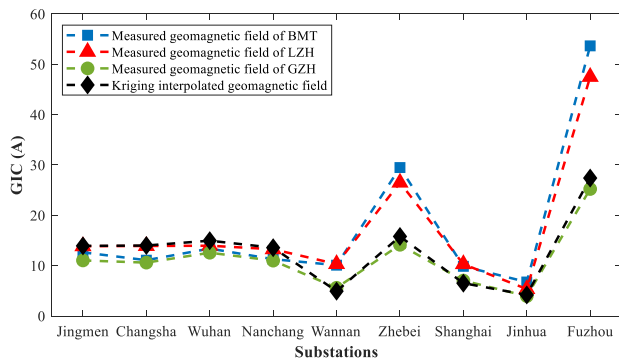 60
50
40
30
20
10
0
GIC (A)
Measured geomagnetic field of BMT
Measured geomagnetic field of LZH
Measured geomagnetic field of GZH
Kriging interpolated geomagnetic field
Jingmen Changsha Wuhan Nanchang Wannan Zhebei Shanghai Jinhua Fuzhou
Substations